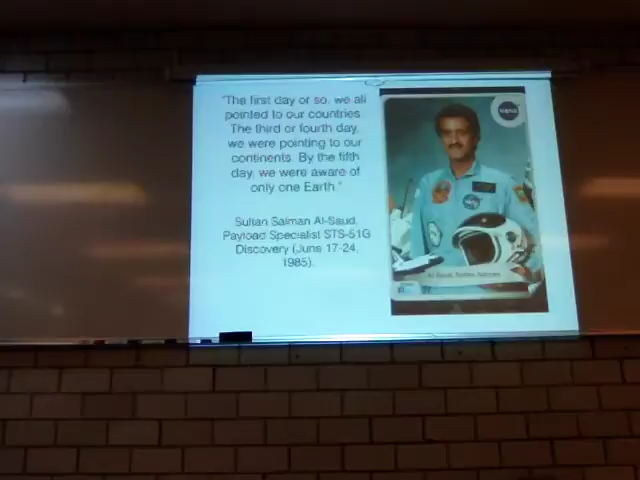 "The first day or so, we all
pointed to our countries.
The third or fourth day,
we were pointing to our
continents. By the fifth
day, we were aware of
only one Earth."
Sultan Salman Al-Saud,
Payload Specialist STS-51G
Discovery (June 17-24,
1985).
NASA